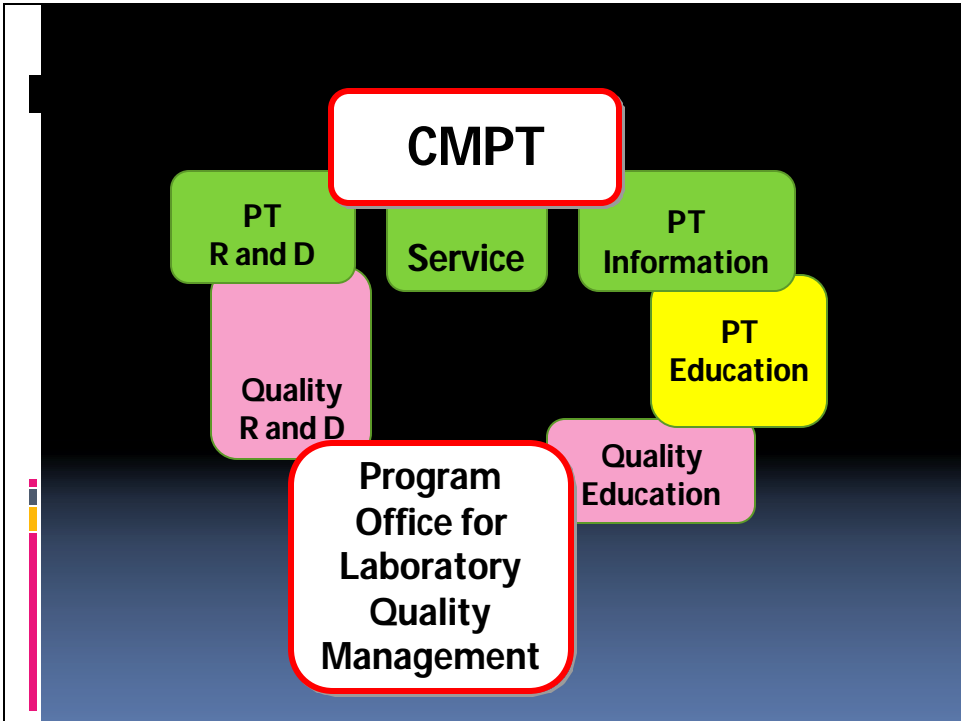 CMPT
PT
R and D
Service
PT
Information
PT
Education
Quality
R and D
Quality
Education
Program
Office for
Laboratory
Quality
Management